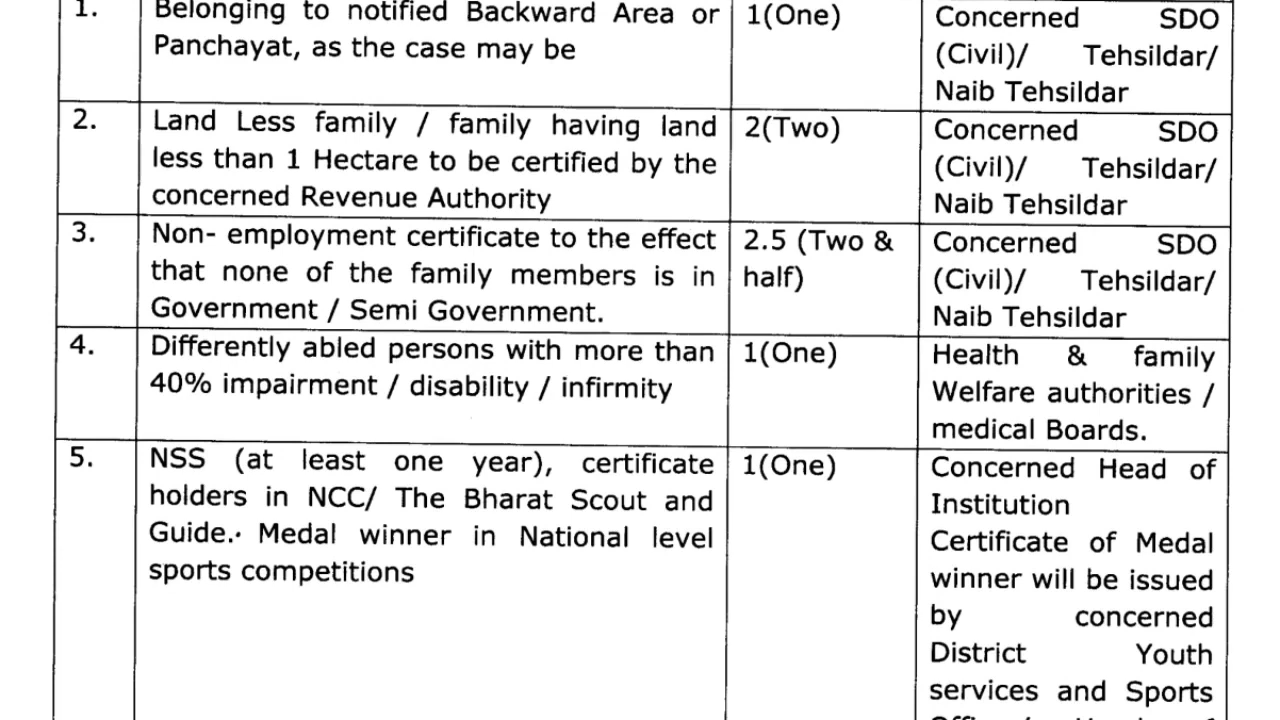 1.
Belonging to notified Backward Area or
Panchayat, as the case may be
1(One)
Concerned SDO
(Civil)/ Tehsildar/
Naib Tehsildar
2.
Land Less family / family having land
less than 1 Hectare to be certified by the
concerned Revenue Authority
2(Two)
Concerned SDO
(Civil)/ Tehsildar/
Naib Tehsildar
3.
Non- employment certificate to the effect
that none of the family members is in
Government / Semi Government.
2.5 (Two &
half)
Concerned SDO
(Civil)/ Tehsildar/
Naib Tehsildar
4.
Differently abled persons with more than
40% impairment / disability / infirmity
1(One)
Health & family
Welfare authorities /
medical Boards.
5.
NSS (at least one year), certificate
holders in NCC/ The Bharat Scout and
Guide.. Medal winner in National level
sports competitions
1(One)
Concerned Head of
Institution
Certificate of Medal
winner will be issued
by concerned
District Youth
services and Sports